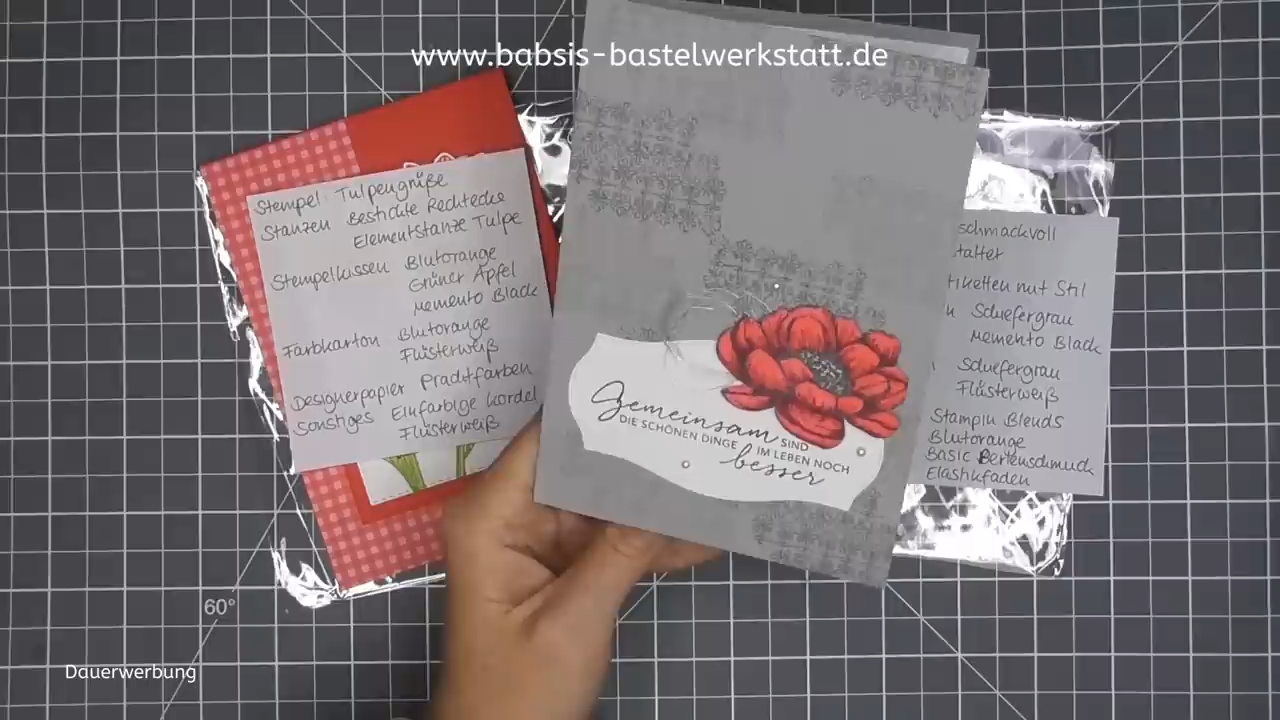 www.babsis-bastelwerkstatt.de
Stempel Tulpengrüße
Stanzen Bestickte Rechtecke
Elementstanze Tulpe
Stempelkissen Blutorange
Grüner Apfel
memento Black
Farbkarton Blutorange
Flüsterweiß
Designerpapier Prachtfarben
Sonstiges Einfarbige Kordel
Flüsterweiß
Gemeinsam SIND
DIE SCHÖNEN DINGE IM LEBEN NOCH
besser
schmackvoll
staltet
tiketten mit Stil
n Schiefergrau
memento Black
Schiefergrau
Flüsterweiß
Stampin Blends
Blutorange
Basic Perlenschmuck
Elastikfaden
60°
Dauerwerbung